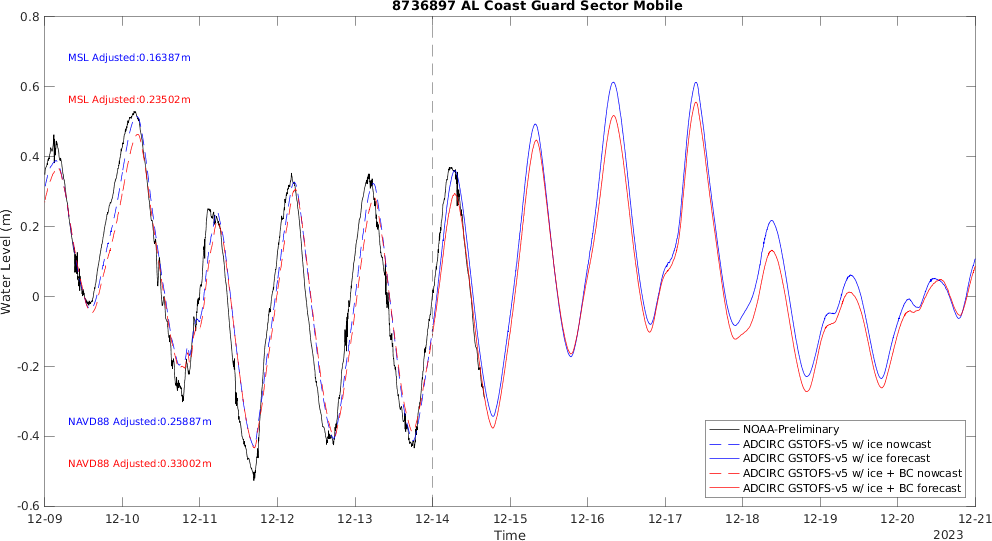 8736897 AL Coast Guard Sector Mobile
0.8
0.6
0.4
0.2
0
-0.2
-0.4
-0.6
Water Level (m)
MSL Adjusted:0.16387m
MSL Adjusted:0.23502m
NAVD88 Adjusted:0.25887m
NAVD88 Adjusted:0.33002m
NOAA-Preliminary
ADCIRC GSTOFS-v5 w/ ice nowcast
ADCIRC GSTOFS-v5 w/ ice forecast
ADCIRC GSTOFS-v5 w/ ice + BC nowcast
ADCIRC GSTOFS-v5 w/ ice + BC forecast
12-09 12-10 12-11 12-12 12-13 12-14 12-15 12-16 12-17 12-18 12-19 12-20 12-21
Time
2023